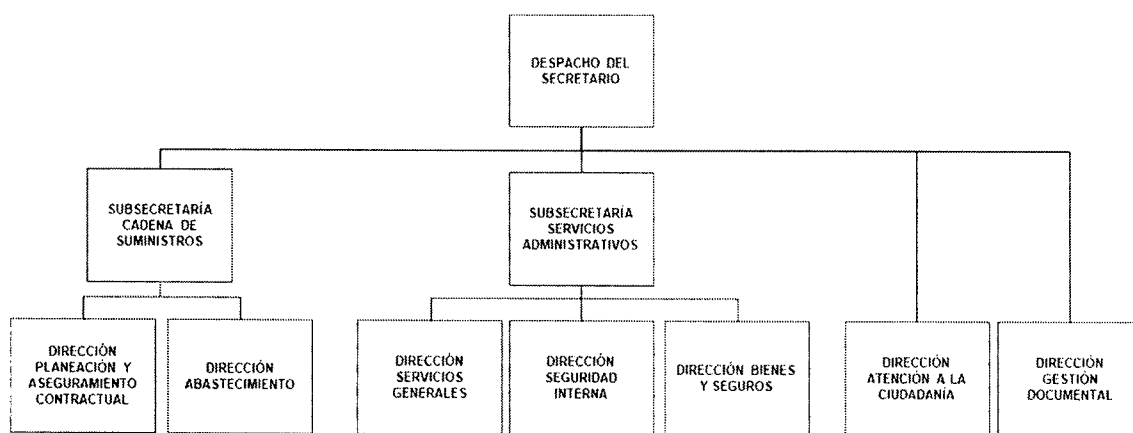 DESPACHO DEL
SECRETARIO
SUBSECRETARÍA
CADENA DE
SUMINISTROS
SUBSECRETARÍA
SERVICIOS
ADMINISTRATIVOS
DIRECCIÓN
PLANEACIÓN Y
ASEGURAMIENTO
CONTRACTUAL
DIRECCIÓN
ABASTECIMIENTO
DIRECCIÓN
SERVICIOS
GENERALES
DIRECCIÓN
SEGURIDAD
INTERNA
DIRECCIÓN BIENES
Y SEGUROS
DIRECCIÓN
ATENCIÓN A LA
CIUDADANÍA
DIRECCIÓN
GESTIÓN
DOCUMENTAL